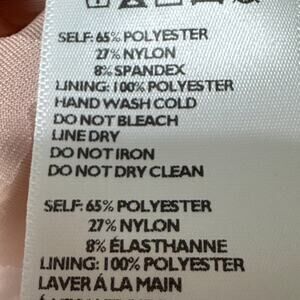 SELF: 65% POLYESTER
27% NYLON
8% SPANDEX
LINING: 100% POLYESTER
HAND WASH COLD
DO NOT BLEACH
LINE DRY
DO NOT IRON
DO NOT DRY CLEAN
SELF: 65% POLYESTER
27% NYLON
8% ÉLASTHANNE
LINING: 100% POLYESTER
LAVER Á LA MAIN